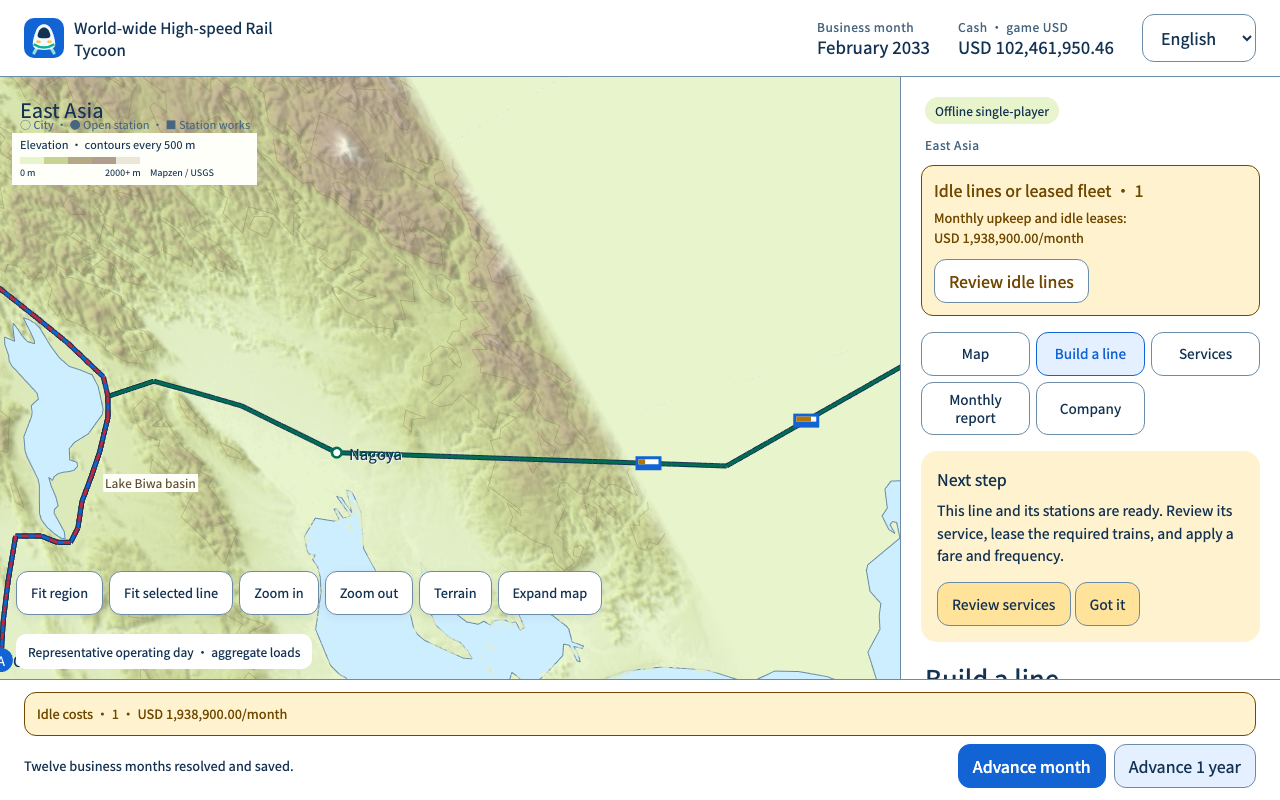 World-wide High-speed Rail
Tycoon
Business month
February 2033
Cash • game USD
USD 102,461,950.46
English
East Asia
City • Open station • Station works
Elevation • contours every 500 m
0 m 2000+ m Mapzen / USGS
Nagoya
Lake Biwa basin
Fit region
Fit selected line
Zoom in
Zoom out
Terrain
Expand map
A
Representative operating day • aggregate loads
Offline single-player
East Asia
Idle lines or leased fleet • 1
Monthly upkeep and idle leases:
USD 1,938,900.00/month
Review idle lines
Map
Build a line
Services
Monthly
report
Company
Next step
This line and its stations are ready. Review its
service, lease the required trains, and apply a
fare and frequency.
Review services
Got it
Build a line
Idle costs • 1 • USD 1,938,900.00/month
Twelve business months resolved and saved.
Advance month
Advance 1 year